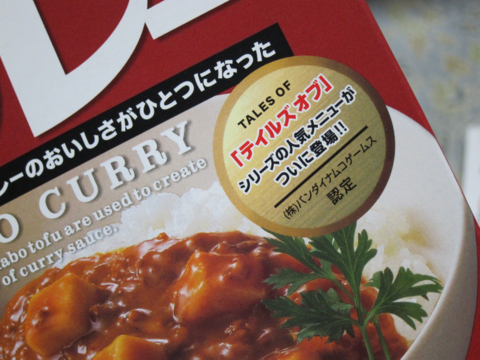 レーのおいしさがひとつになった
O CURRY
abo tofu are used to create
of curry sauce.
TALES OF
「テイルズ オブ」
シリーズの人気メニューが
ついに登場!!
(株)バンダイナムコゲームス
認定